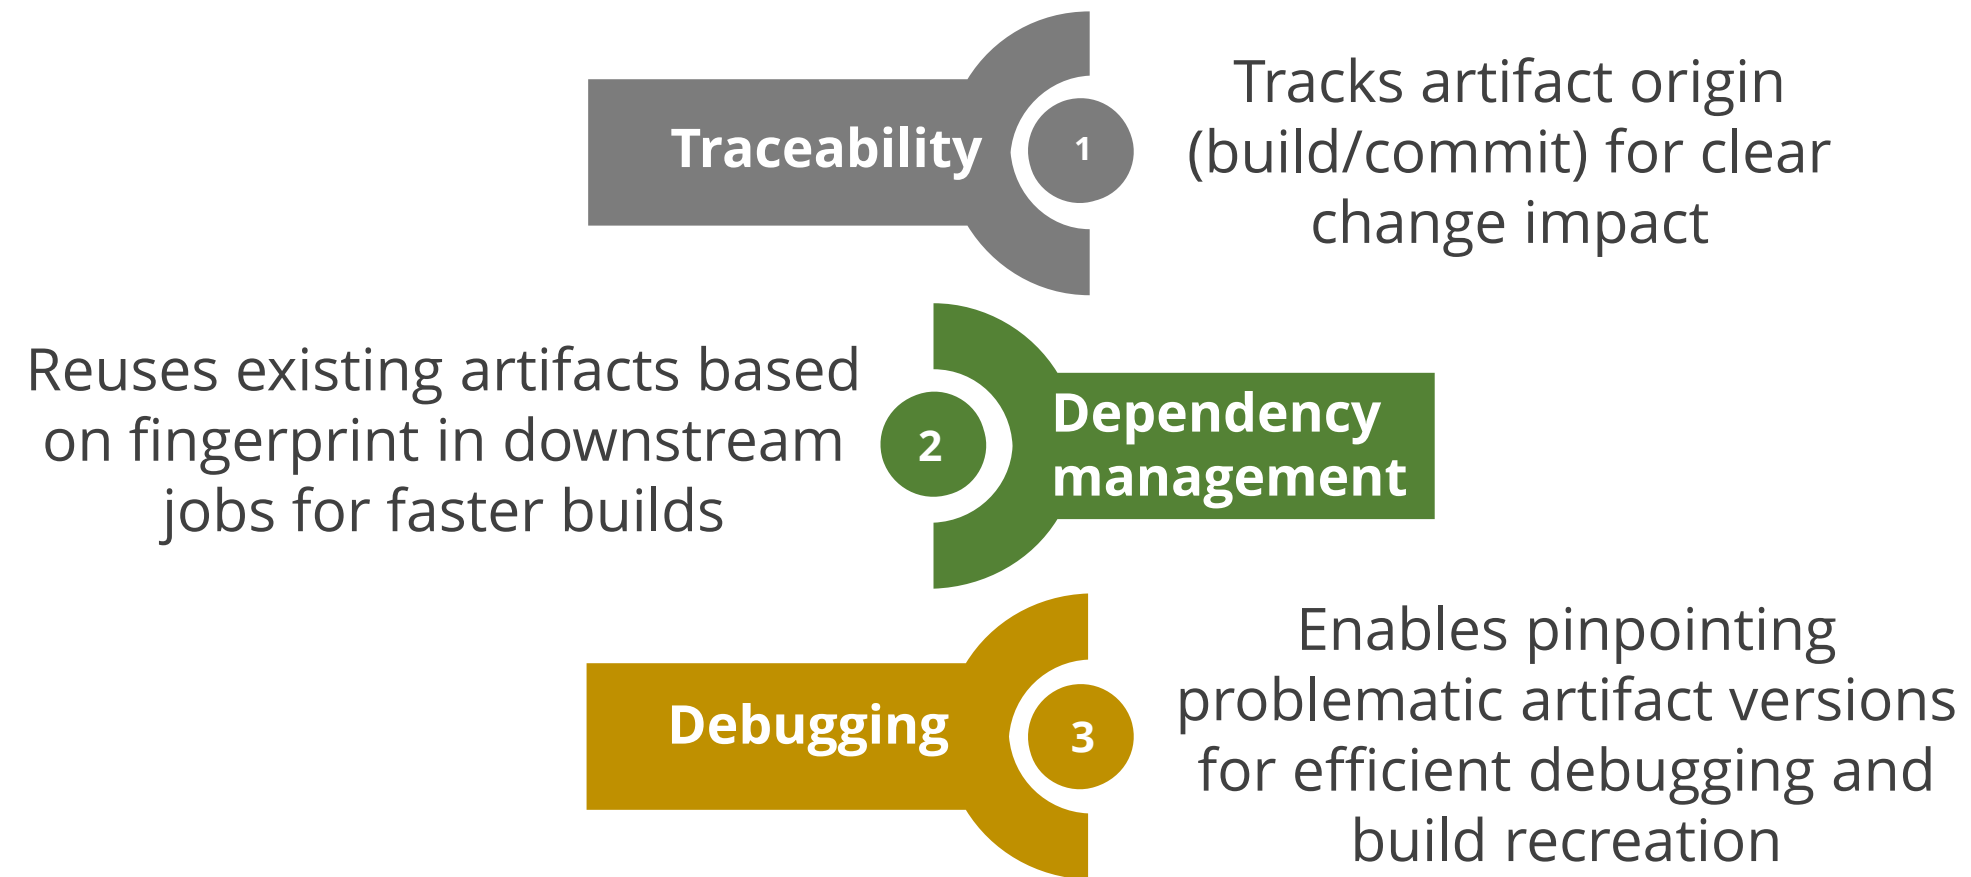 Traceability
1
Tracks artifact origin
(build/commit) for clear
change impact
Reuses existing artifacts based
on fingerprint in downstream
jobs for faster builds
2
Dependency
management
Debugging
3
Enables pinpointing
problematic artifact versions
for efficient debugging and
build recreation